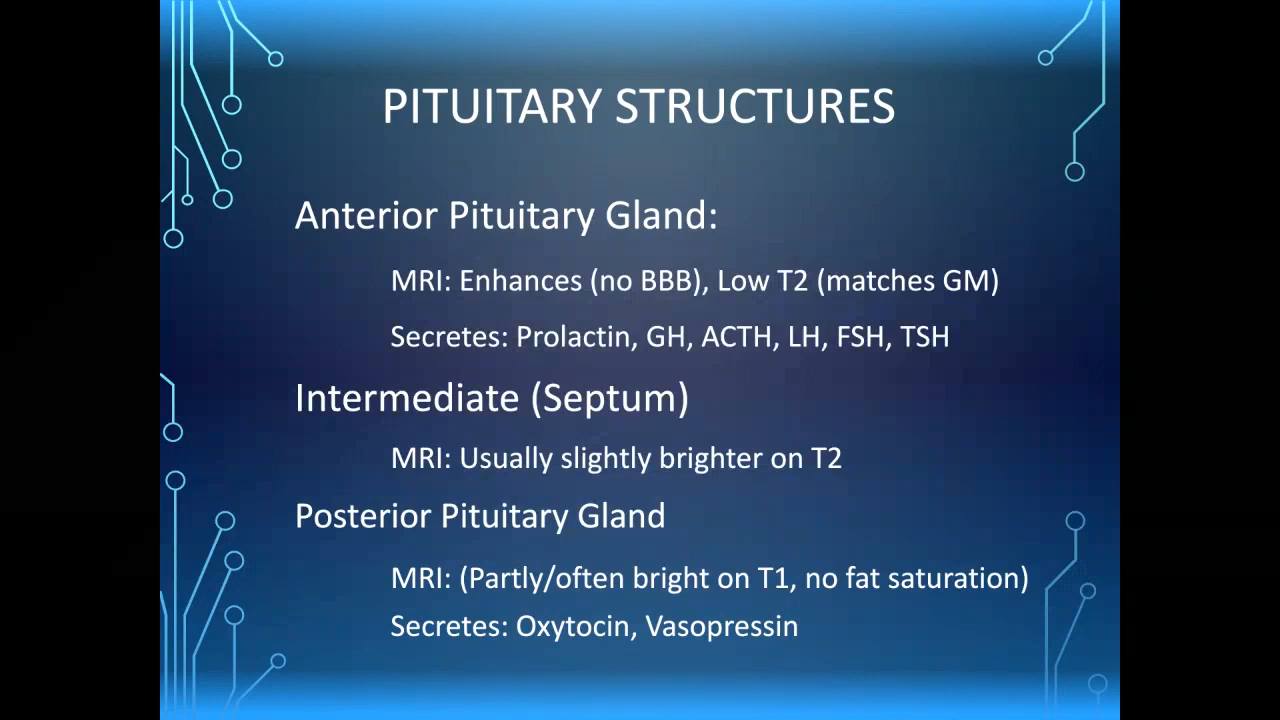 PITUITARY STRUCTURES
Anterior Pituitary Gland:
MRI: Enhances (no BBB), Low T2 (matches GM)
Secretes: Prolactin, GH, ACTH, LH, FSH, TSH
Intermediate (Septum)
MRI: Usually slightly brighter on T2
Posterior Pituitary Gland
MRI: (Partly/often bright on T1, no fat saturation)
Secretes: Oxytocin, Vasopressin